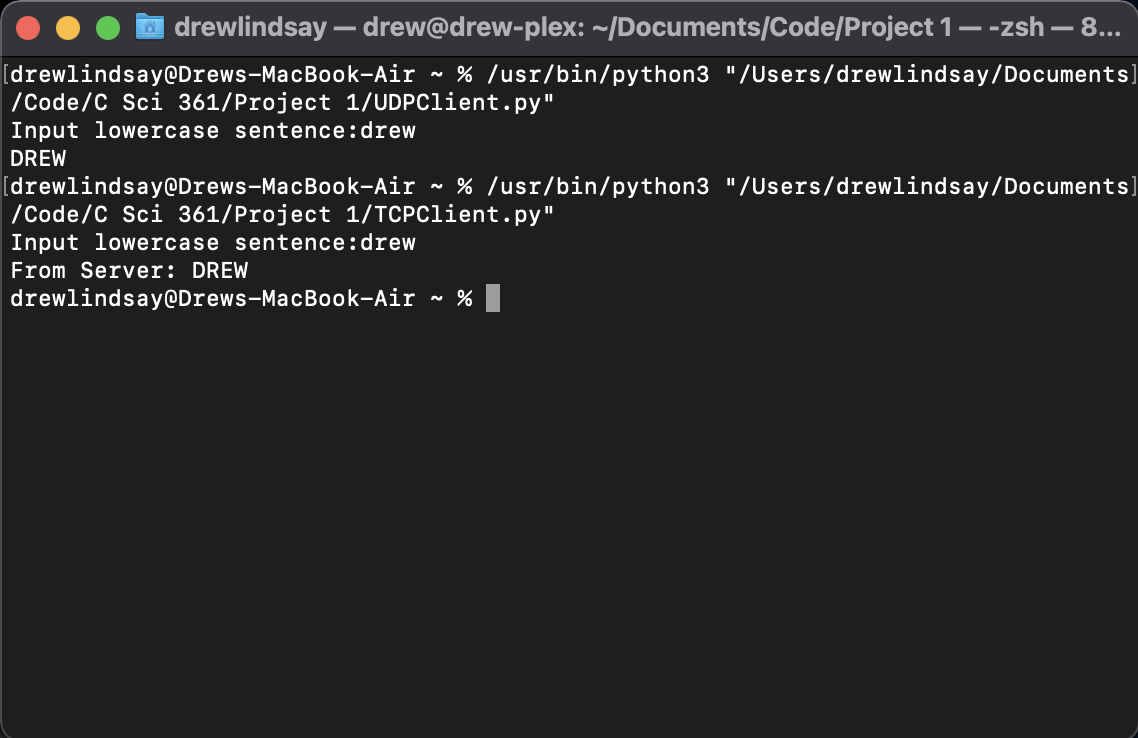 drewlindsay — drew@drew-plex: ~/Documents/Code/Project 1 — -zsh — 8...
[drewlindsay@Drews-MacBook-Air ~ % /usr/bin/python3 "/Users/drewlindsay/Documents]
/Code/C Sci 361/Project 1/UDPClient.py"
Input lowercase sentence:drew
DREW
[drewlindsay@Drews-MacBook-Air ~ % /usr/bin/python3 "/Users/drewlindsay/Documents]
/Code/C Sci 361/Project 1/TCPClient.py"
Input lowercase sentence:drew
From Server: DREW
drewlindsay@Drews-MacBook-Air ~ %